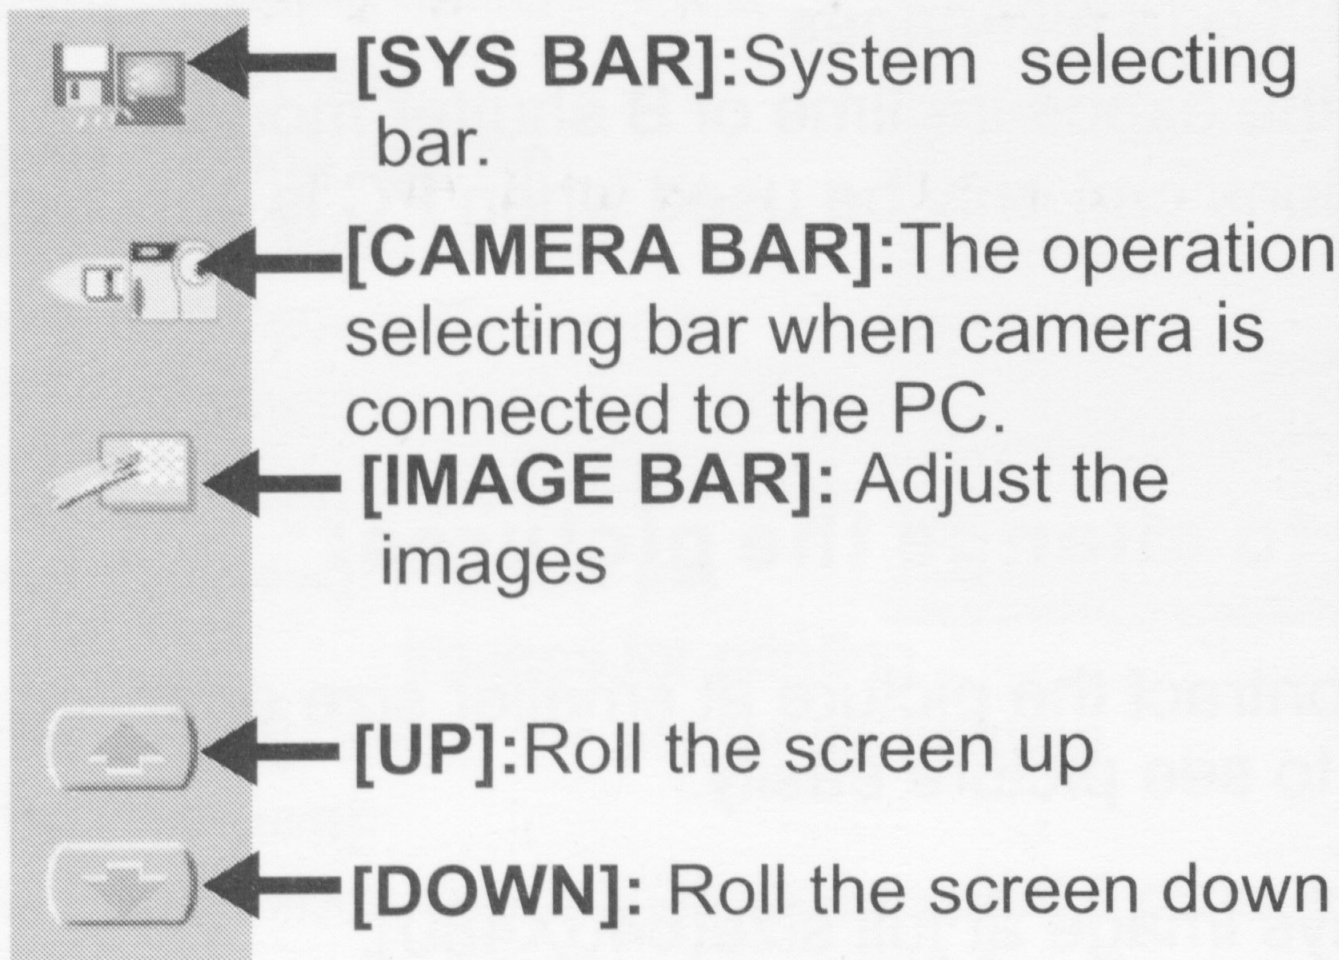 [SYS BAR]:System selecting
bar.
[CAMERA BAR]:The operation
selecting bar when camera is
connected to the PC.
[IMAGE BAR]: Adjust the
images
[UP]:Roll the screen up
[DOWN]: Roll the screen down